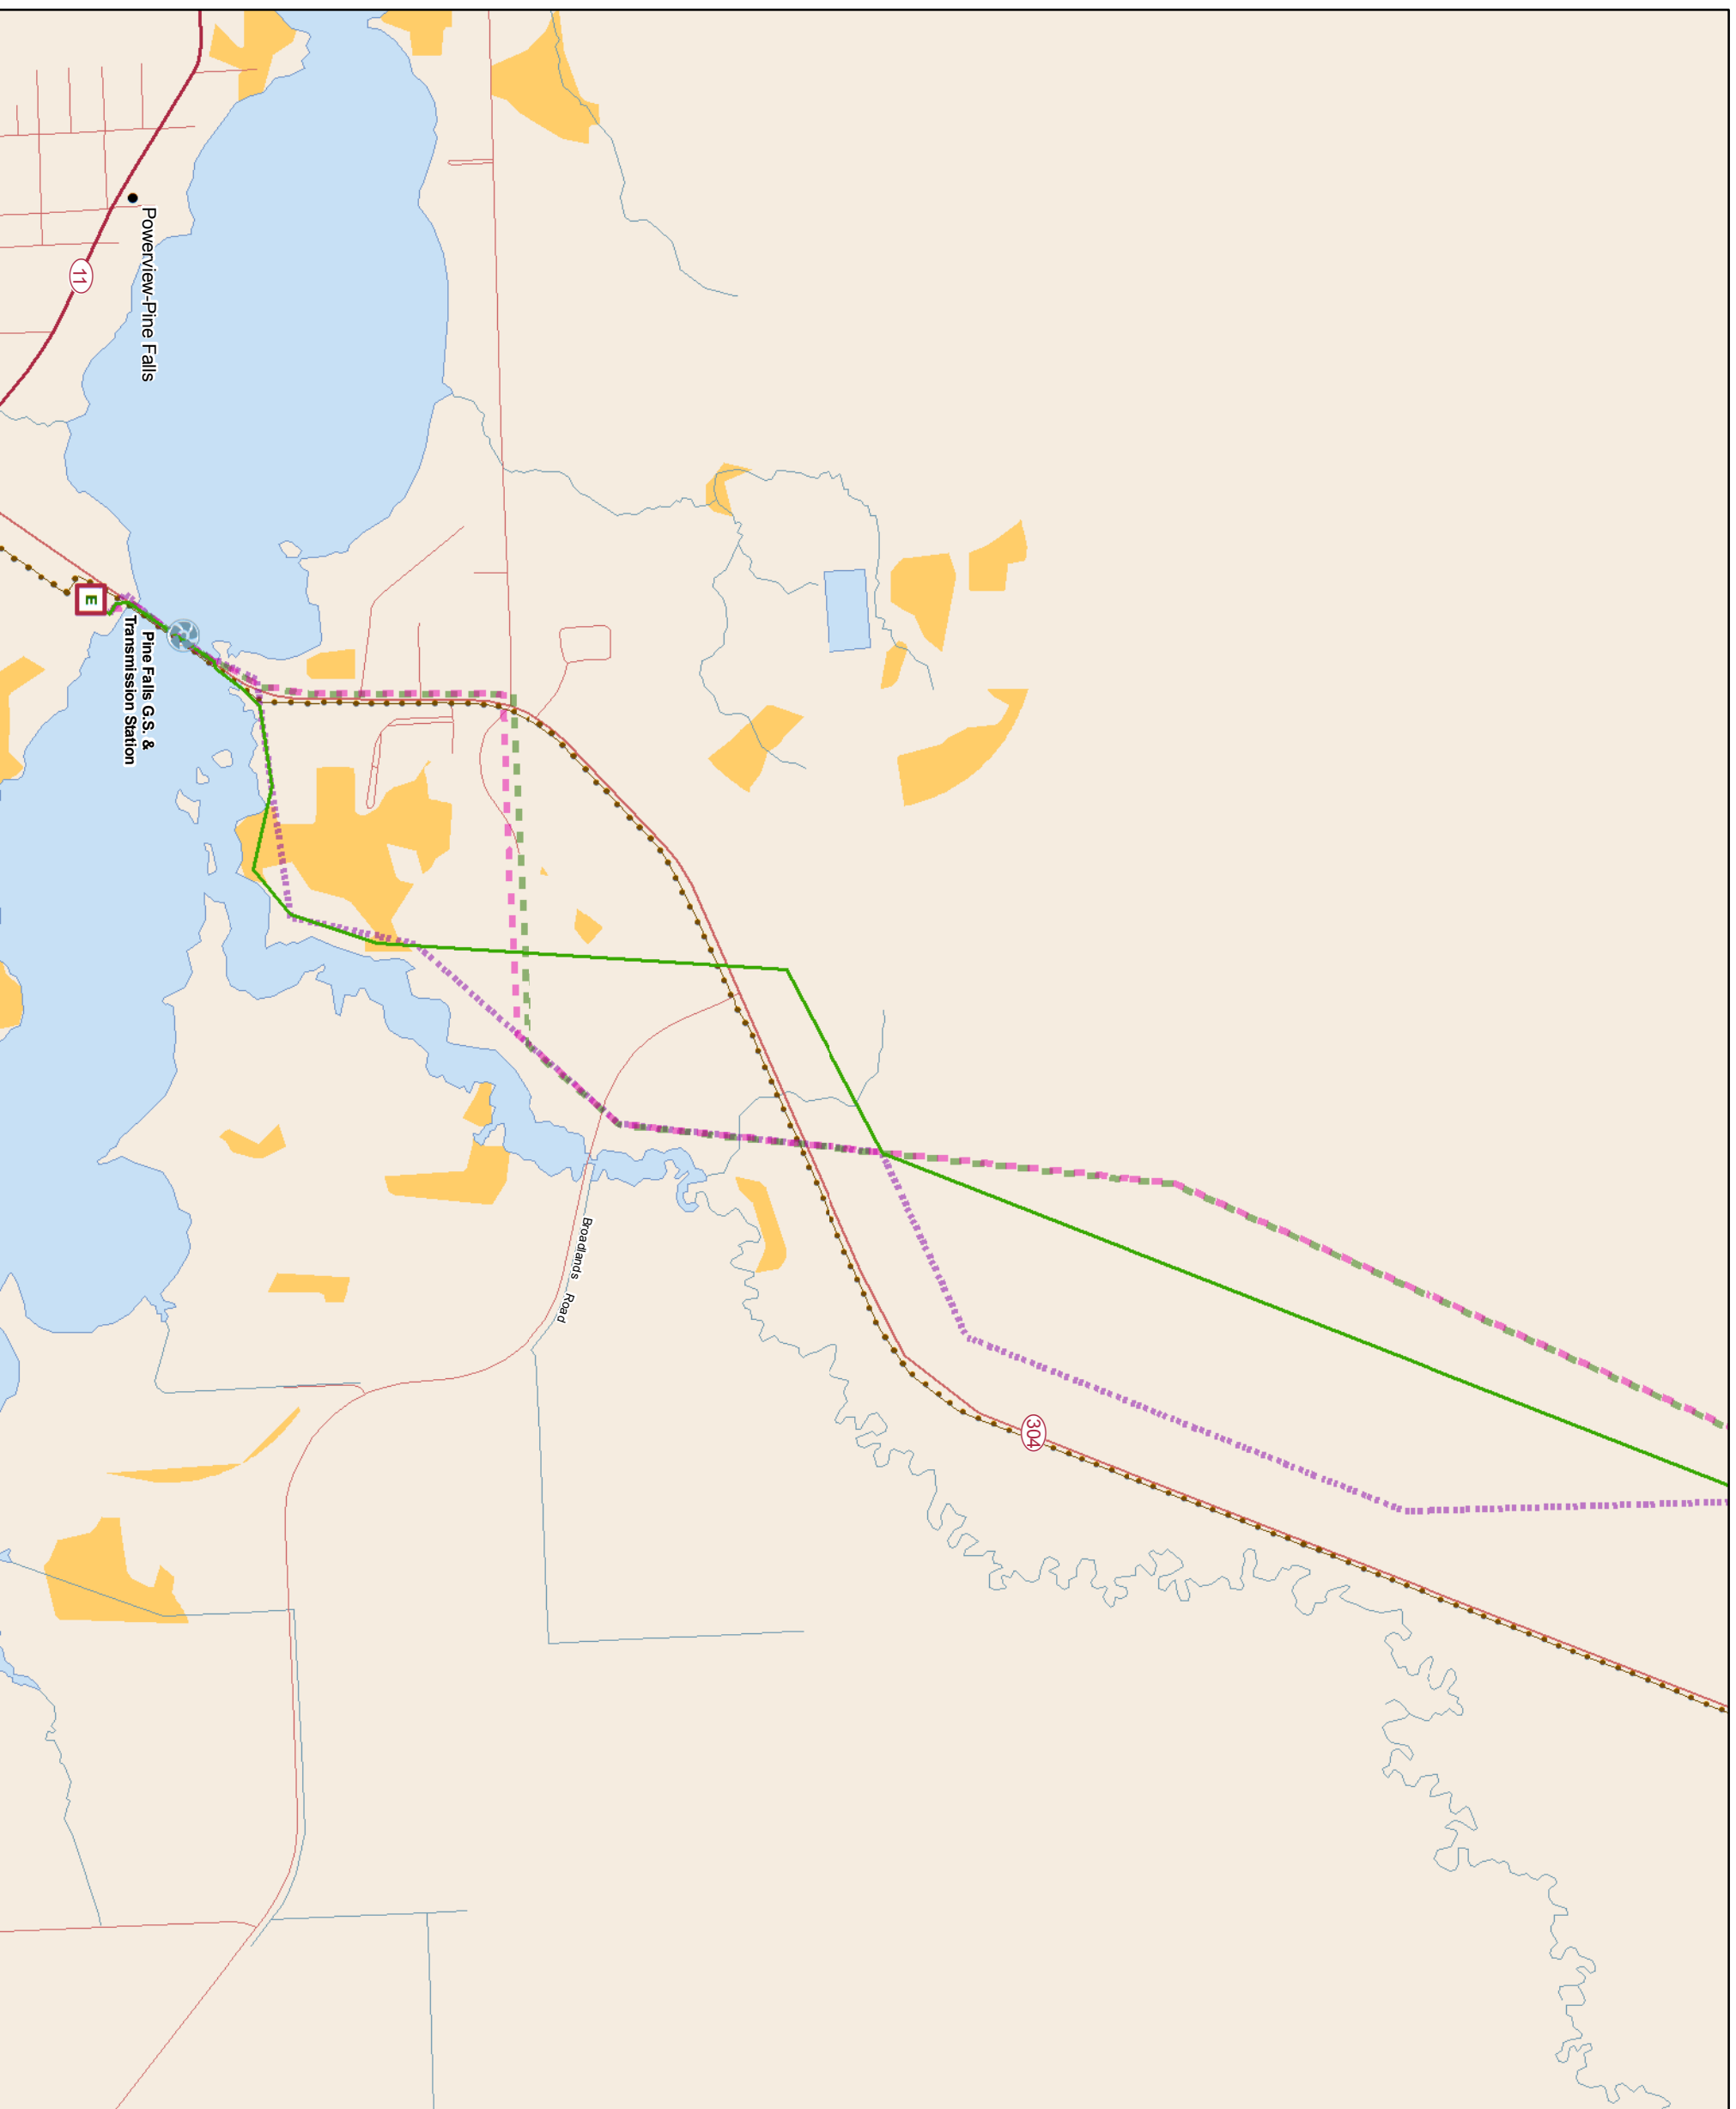 11
Powerview-Pine Falls
E
Pine Falls G.S. &
Transmission Station
Broadlands Road
304